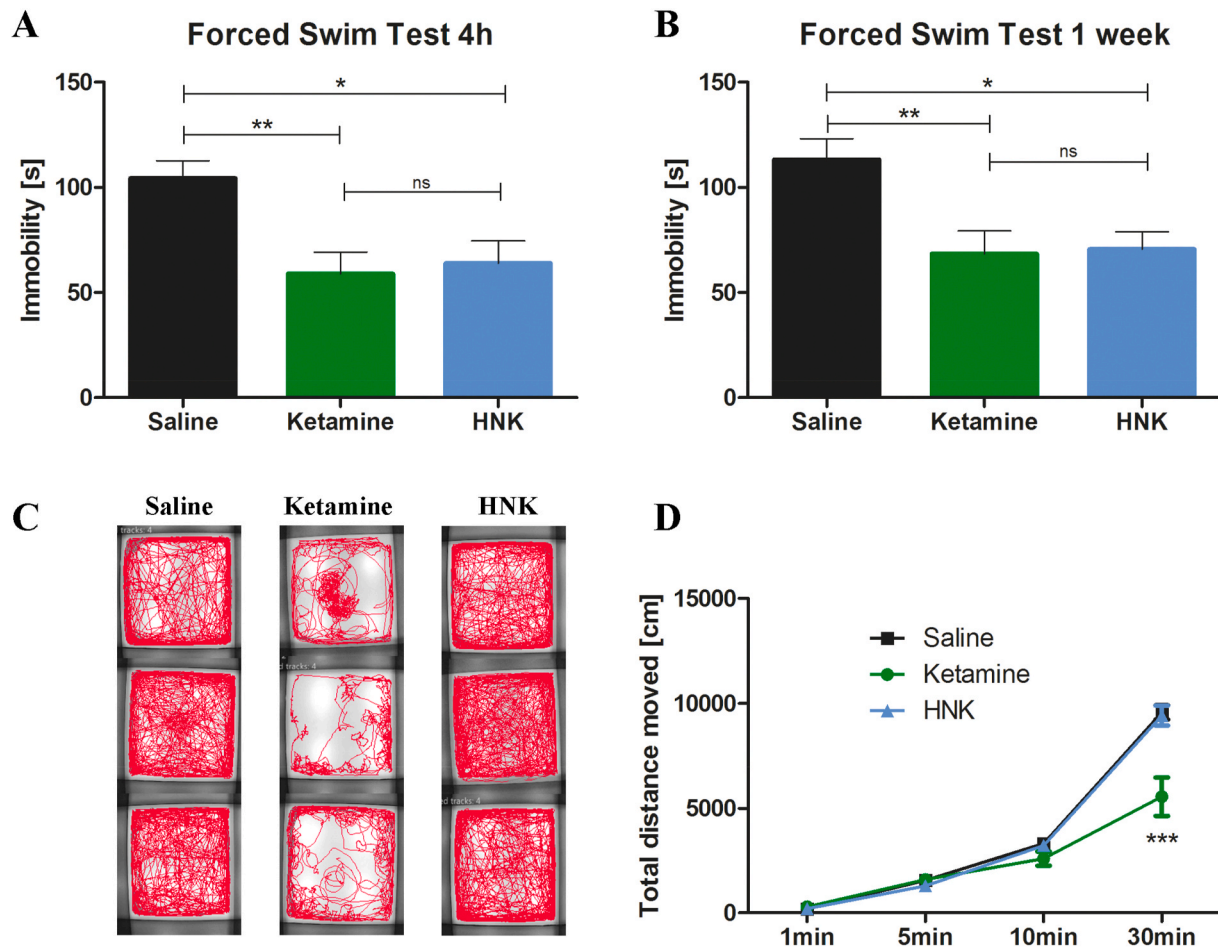 A
Forced Swim Test 4h
Immobility [s]
150
100
50
0
*
**
ns
Saline Ketamine HNK
B
Forced Swim Test 1 week
Immobility [s]
150
100
50
0
*
**
ns
Saline Ketamine HNK
C
Saline Ketamine HNK
tracks: 4
ed tracks: 4
ed tracks: 4
D
Total distance moved [cm]
15000
10000
5000
0
Saline
Ketamine
HNK
***
1min 5min 10min 30min